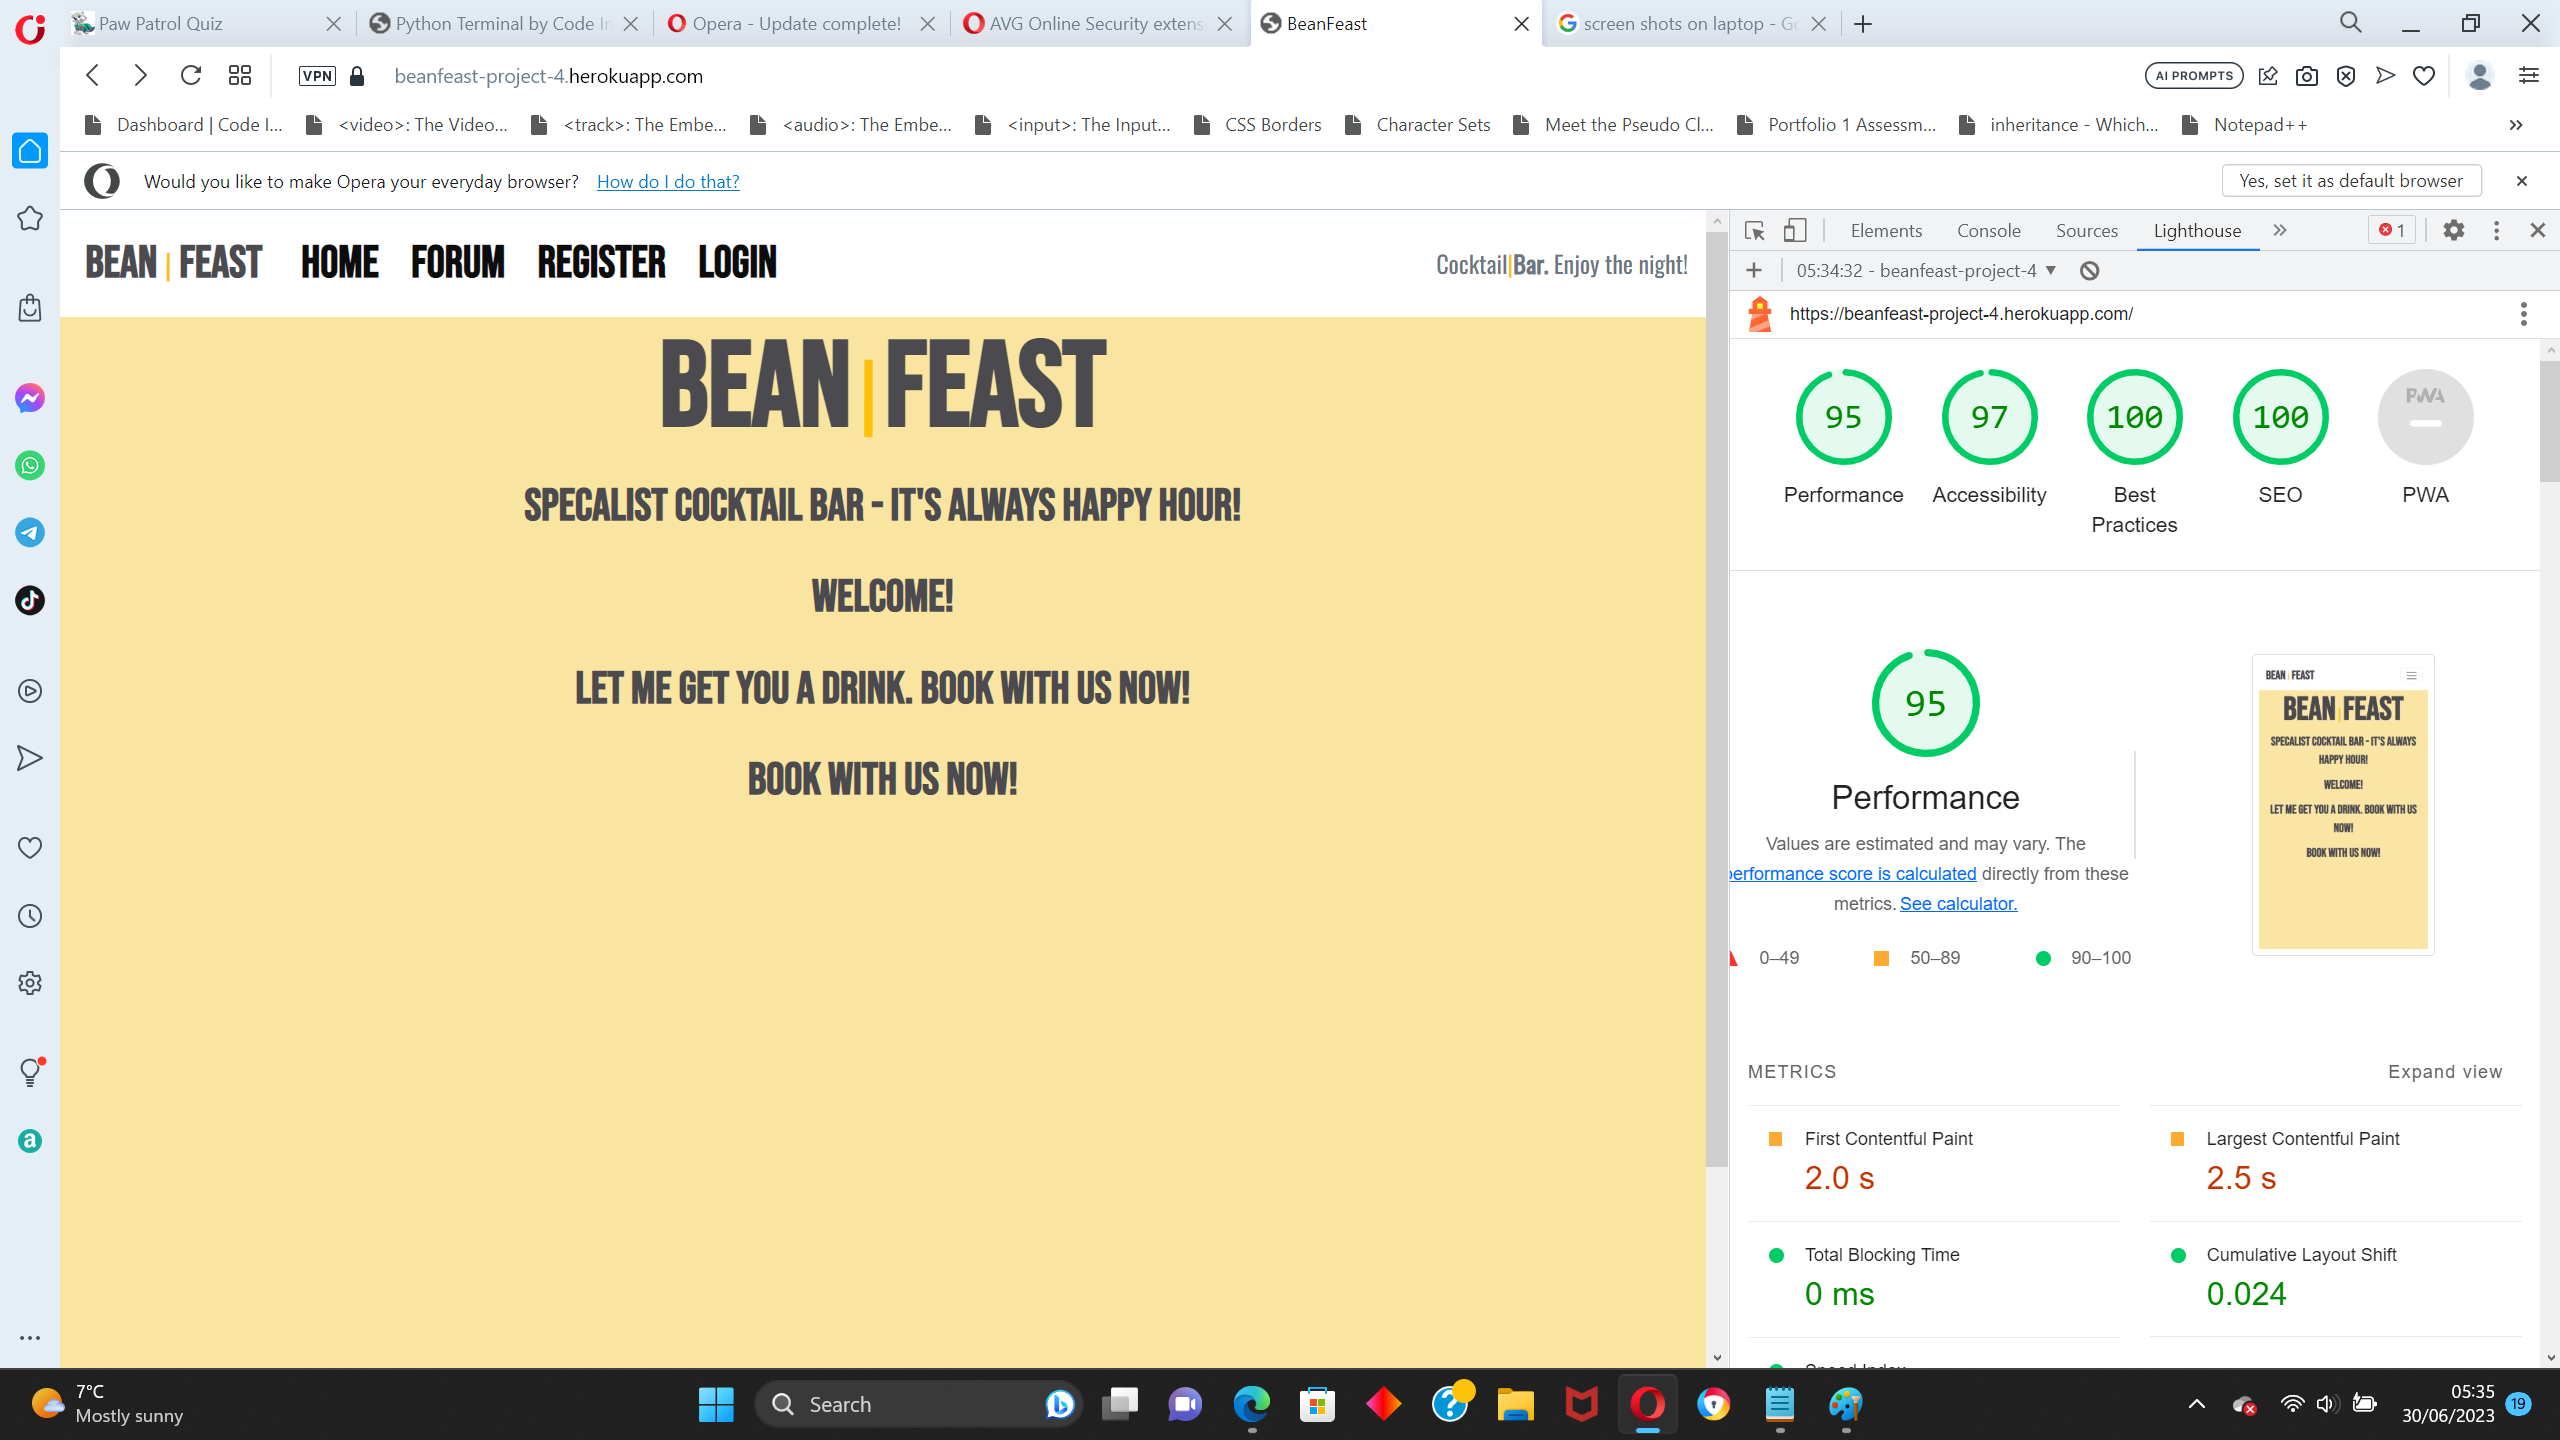 Paw Patrol Quiz
Python Terminal by Code In
Opera - Update complete!
AVG Online Security extens
BeanFeast
screen shots on laptop - Go
VPN
beanfeast-project-4.herokuapp.com
AI PROMPTS
Dashboard | Code I...
<video>: The Video...
<track>: The Embe...
<audio>: The Embe...
<input>: The Input...
CSS Borders
Character Sets
Meet the Pseudo Cl...
Portfolio 1 Assessm...
inheritance - Which...
Notepad++
Would you like to make Opera your everyday browser?
How do I do that?
Yes, set it as default browser
BEAN | FEAST
HOME
FORUM
REGISTER
LOGIN
Cocktail|Bar. Enjoy the night!
BEAN | FEAST
SPECALIST COCKTAIL BAR - IT'S ALWAYS HAPPY HOUR!
WELCOME!
LET ME GET YOU A DRINK. BOOK WITH US NOW!
BOOK WITH US NOW!
Elements
Console
Sources
Lighthouse
1
05:34:32 - beanfeast-project-4
https://beanfeast-project-4.herokuapp.com/
95
97
100
100
PWA
Performance
Accessibility
Best
Practices
SEO
PWA
95
Performance
Values are estimated and may vary. The
performance score is calculated directly from these
metrics. See calculator.
0–49
50–89
90–100
BEAN | FEAST
BEAN | FEAST
SPECALIST COCKTAIL BAR - IT'S ALWAYS
HAPPY HOUR!
WELCOME!
LET ME GET YOU A DRINK. BOOK WITH US
NOW!
BOOK WITH US NOW!
METRICS
Expand view
First Contentful Paint
2.0 s
Largest Contentful Paint
2.5 s
Total Blocking Time
0 ms
Cumulative Layout Shift
0.024
Speed Index
7°C
Mostly sunny
Search
05:35
30/06/2023
19